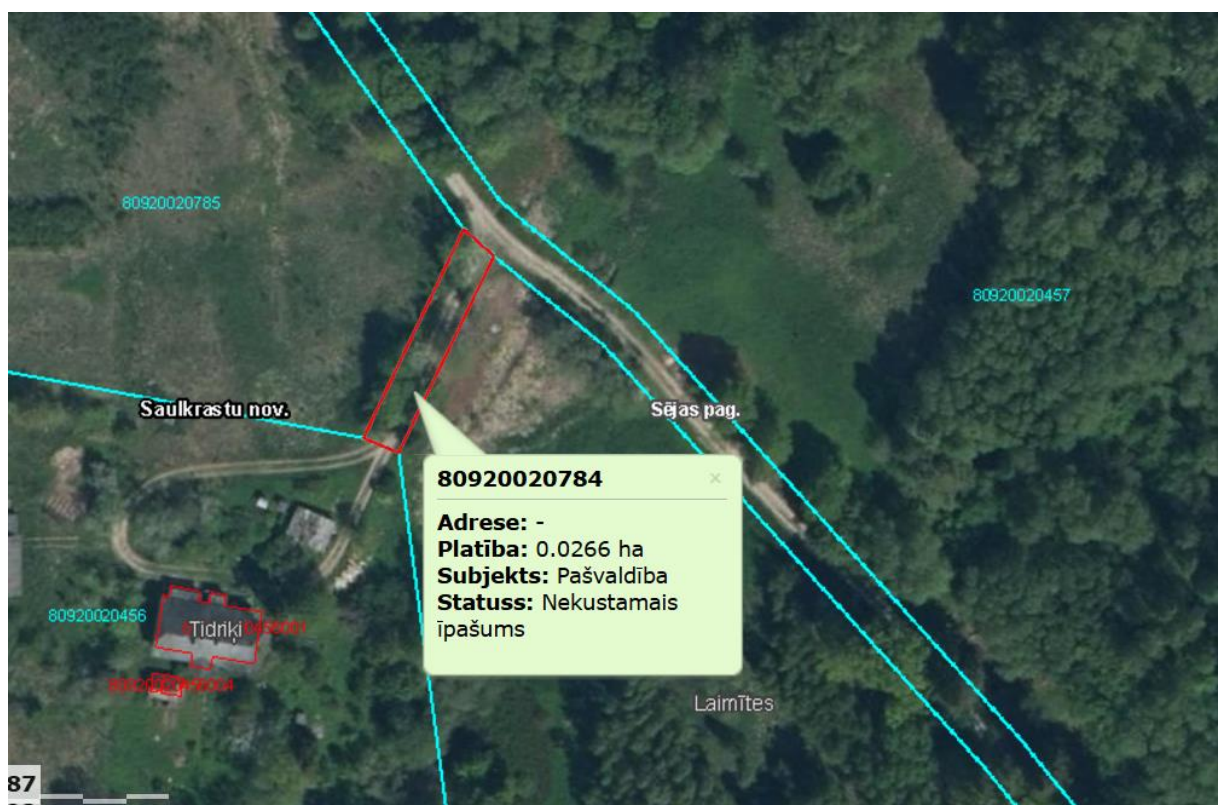 80920020785
80920020457
Saulkrastu nov.
Sējas pag.
80920020784
Adrese: -
Platība: 0.0266 ha
Subjekts: Pašvaldība
Statuss: Nekustamais
īpašums
80920020456
Tidriķi
Laimītes
87